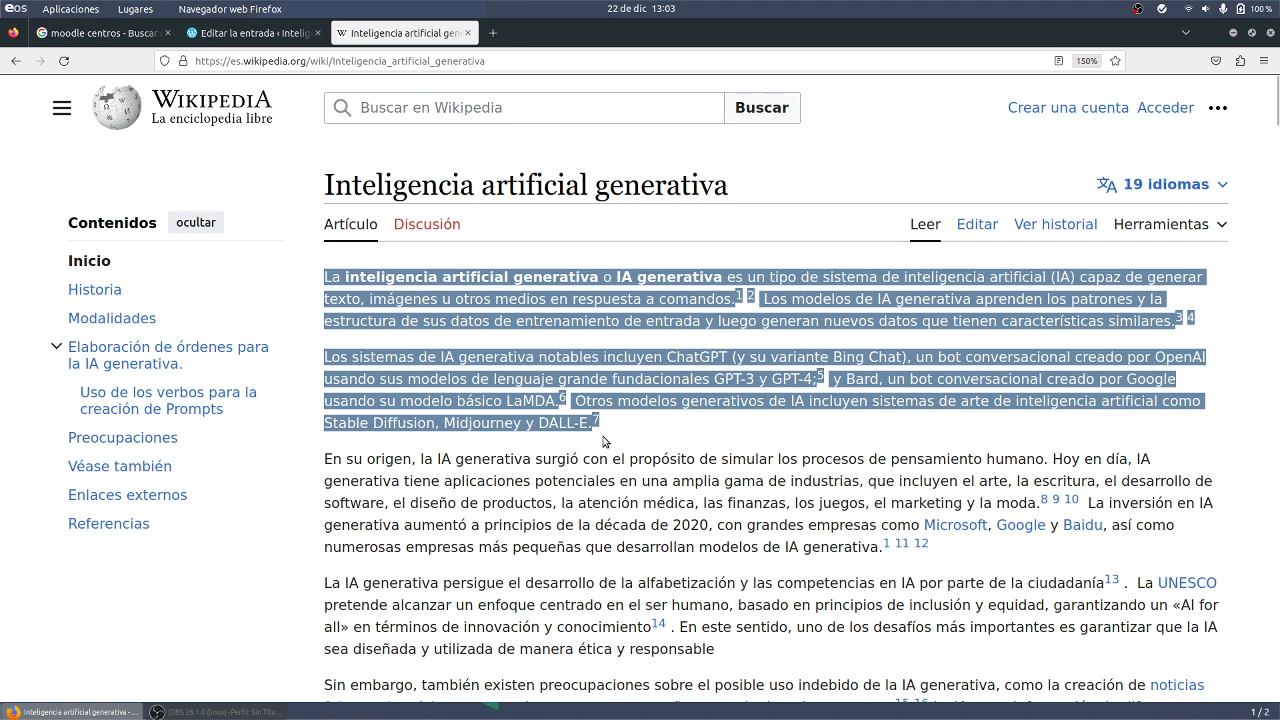 eos Aplicaciones Lugares Navegador web Firefox 22 de dic 13:03 100 %
moodle centros - Buscar Editar la entrada ‹ Intelig Inteligencia artificial gene
https://es.wikipedia.org/wiki/Inteligencia_artificial_generativa 150%
WIKIPEDIA
La enciclopedia libre
Buscar en Wikipedia Buscar
Crear una cuenta Acceder
Inteligencia artificial generativa
19 idiomas
Contenidos ocultar
Artículo Discusión Leer Editar Ver historial Herramientas
Inicio
Historia
Modalidades
Elaboración de órdenes para
la IA generativa.
Uso de los verbos para la
creación de Prompts
Preocupaciones
Véase también
Enlaces externos
Referencias
La inteligencia artificial generativa o IA generativa es un tipo de sistema de inteligencia artificial (IA) capaz de generar
texto, imágenes u otros medios en respuesta a comandos.1 2 Los modelos de IA generativa aprenden los patrones y la
estructura de sus datos de entrenamiento de entrada y luego generan nuevos datos que tienen características similares.3 4
Los sistemas de IA generativa notables incluyen ChatGPT (y su variante Bing Chat), un bot conversacional creado por OpenAI
usando sus modelos de lenguaje grande fundacionales GPT-3 y GPT-4;5 y Bard, un bot conversacional creado por Google
usando su modelo básico LaMDA.6 Otros modelos generativos de IA incluyen sistemas de arte de inteligencia artificial como
Stable Diffusion, Midjourney y DALL-E.7
En su origen, la IA generativa surgió con el propósito de simular los procesos de pensamiento humano. Hoy en día, IA
generativa tiene aplicaciones potenciales en una amplia gama de industrias, que incluyen el arte, la escritura, el desarrollo de
software, el diseño de productos, la atención médica, las finanzas, los juegos, el marketing y la moda.8 9 10 La inversión en IA
generativa aumentó a principios de la década de 2020, con grandes empresas como Microsoft, Google y Baidu, así como
numerosas empresas más pequeñas que desarrollan modelos de IA generativa.1 11 12
La IA generativa persigue el desarrollo de la alfabetización y las competencias en IA por parte de la ciudadanía13 . La UNESCO
pretende alcanzar un enfoque centrado en el ser humano, basado en principios de inclusión y equidad, garantizando un «AI for
all» en términos de innovación y conocimiento14 . En este sentido, uno de los desafíos más importantes es garantizar que la IA
sea diseñada y utilizada de manera ética y responsable
Sin embargo, también existen preocupaciones sobre el posible uso indebido de la IA generativa, como la creación de noticias
Inteligencia artificial generativa - ... [OBS 26.1.0 (linux) - Perfil: Sin Títu... 1 / 2